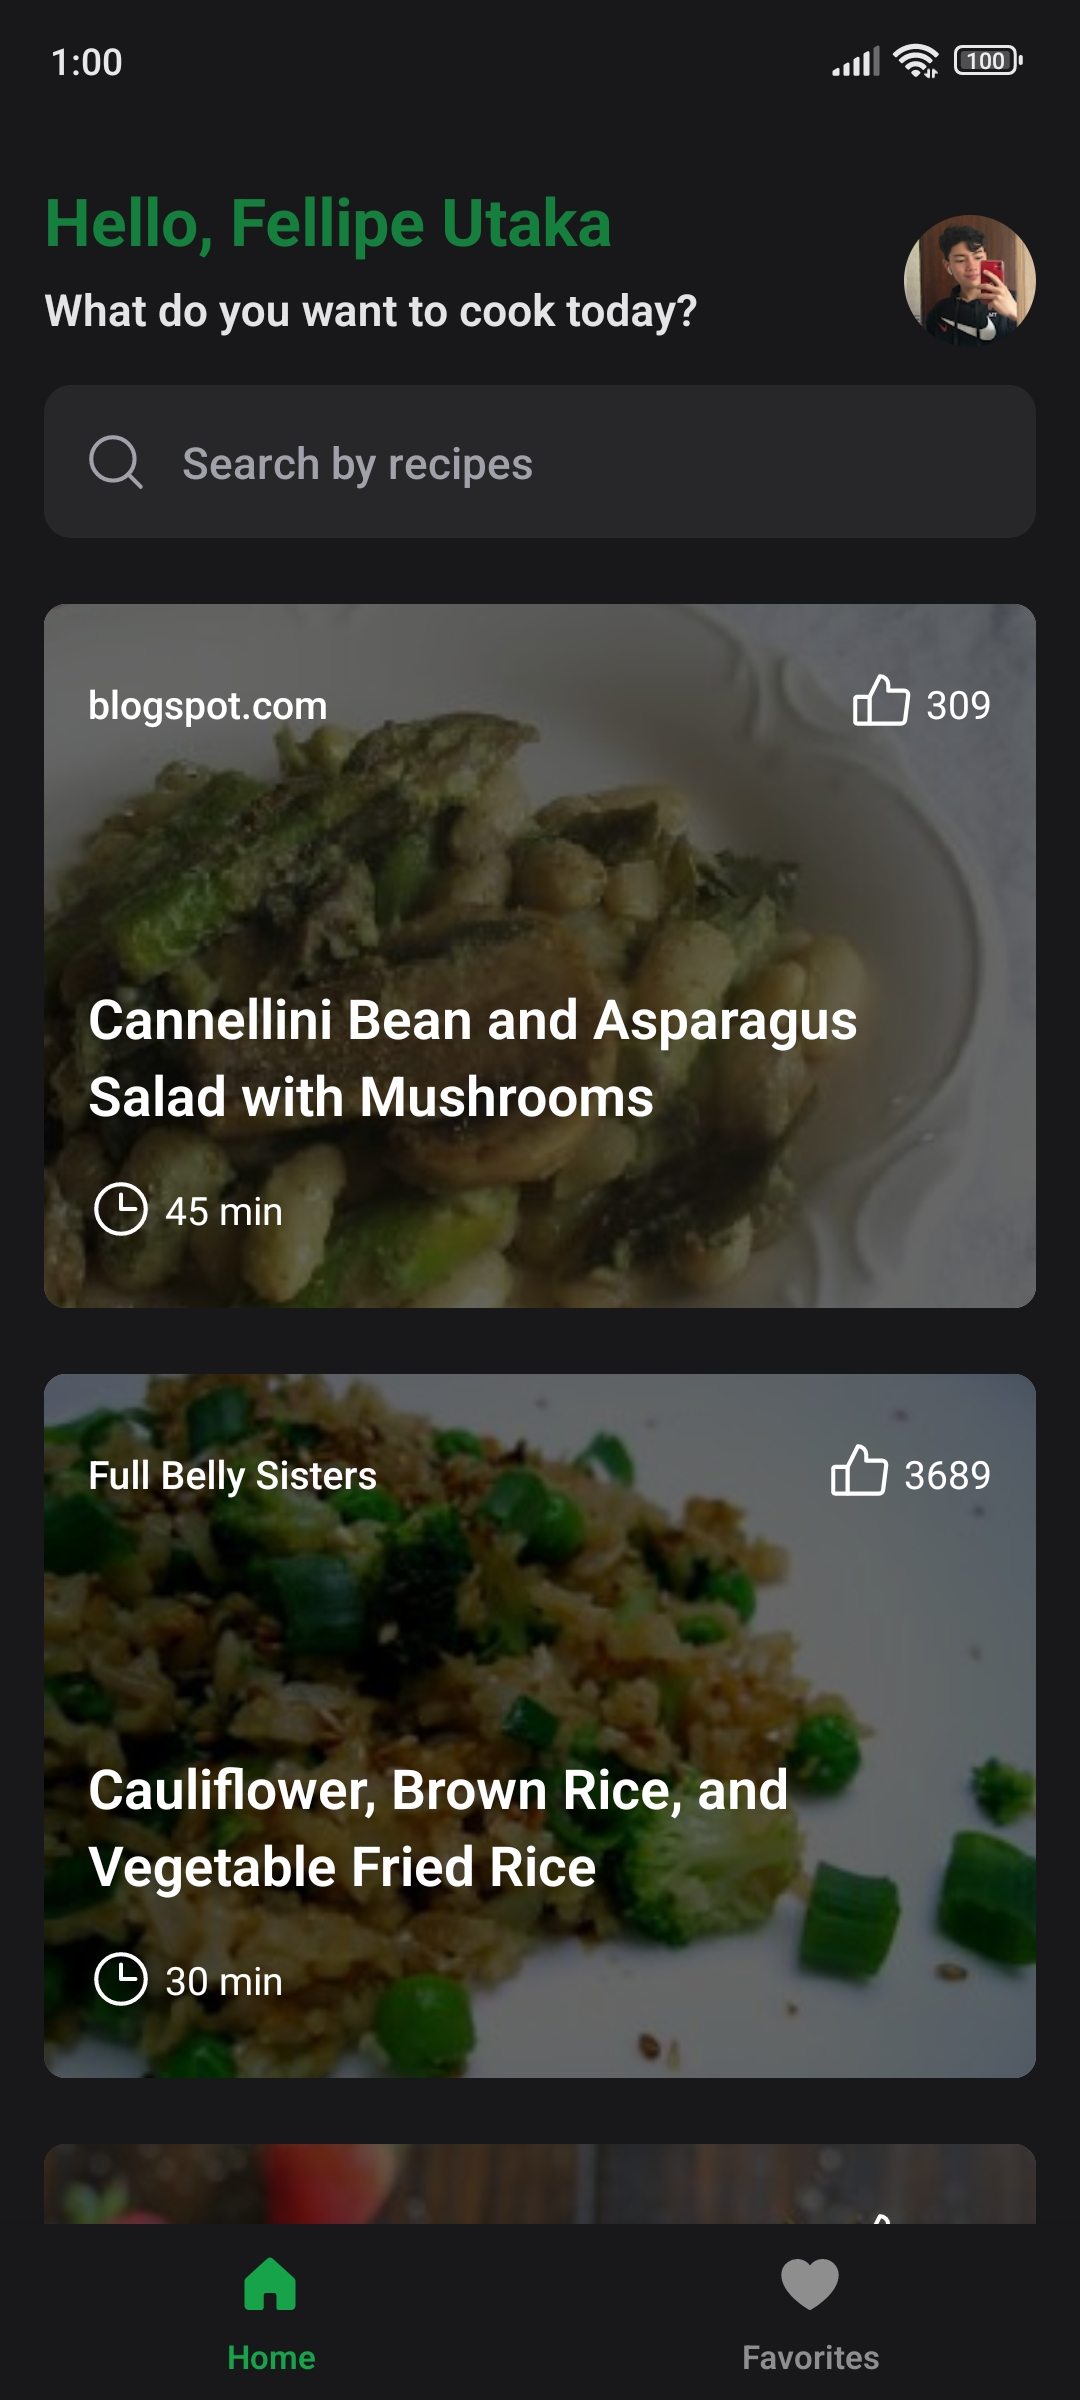 1:00
100
Hello, Fellipe Utaka
What do you want to cook today?
Search by recipes
blogspot.com
309
Cannellini Bean and Asparagus
Salad with Mushrooms
45 min
Full Belly Sisters
3689
Cauliflower, Brown Rice, and
Vegetable Fried Rice
30 min
Home
Favorites